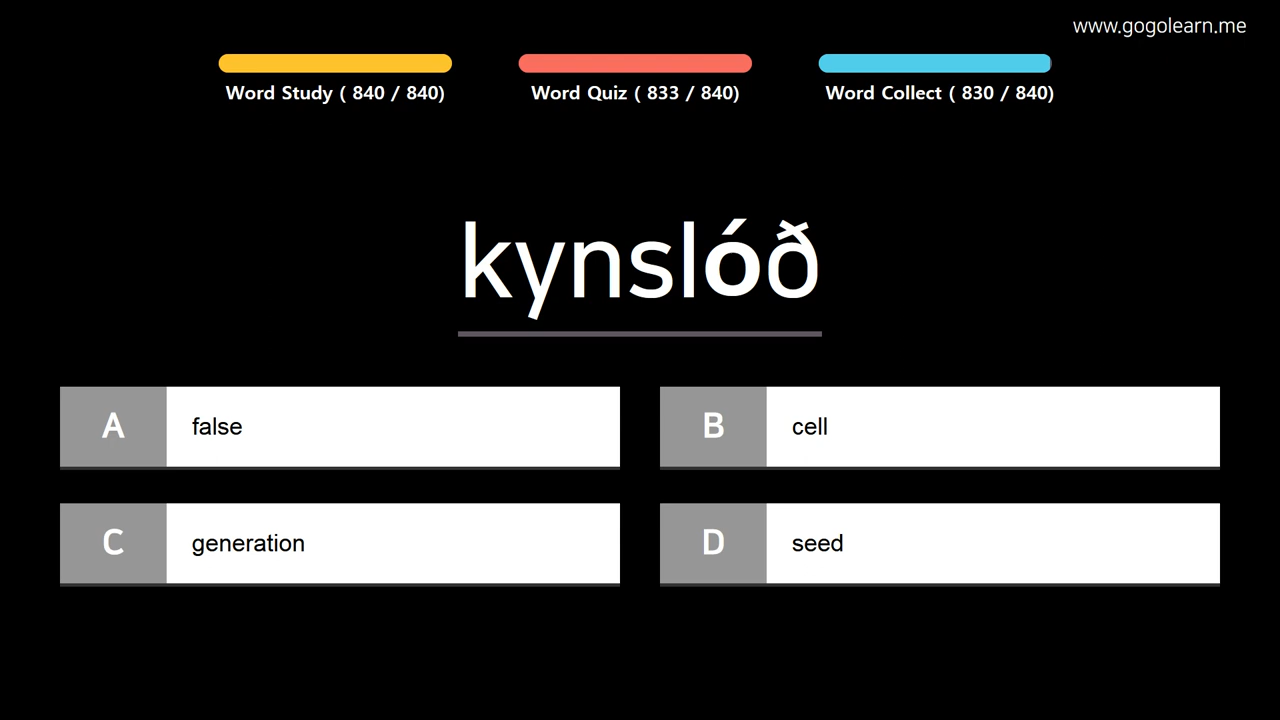 www.gogolearn.me
Word Study ( 840 / 840)
Word Quiz ( 833 / 840)
Word Collect ( 830 / 840)
kynslóð
A false
B cell
C generation
D seed